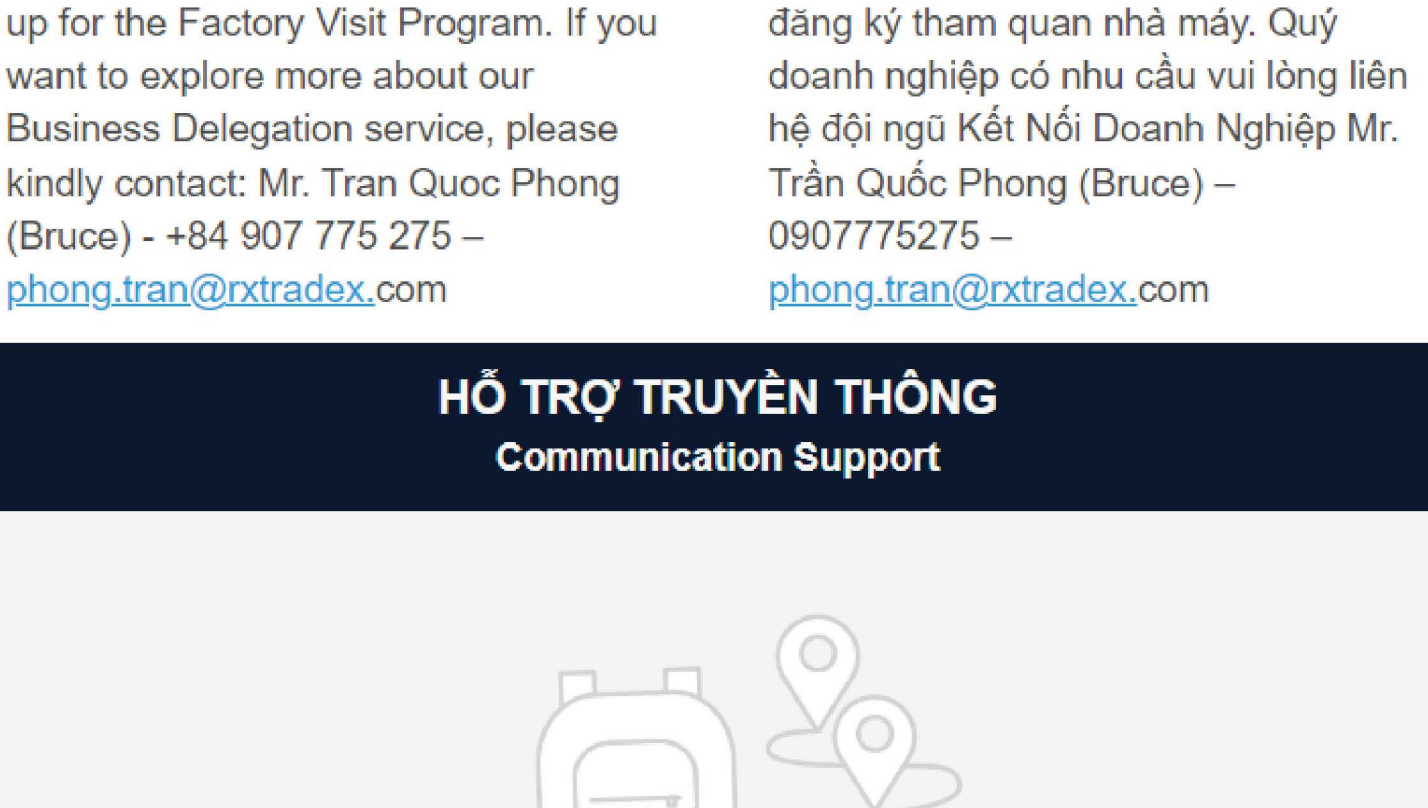 up for the Factory Visit Program. If you
want to explore more about our
Business Delegation service, please
kindly contact: Mr. Tran Quoc Phong
(Bruce) - +84 907 775 275 –
phong.tran@rxtradex.com
đăng ký tham quan nhà máy. Quý
doanh nghiệp có nhu cầu vui lòng liên
hệ đội ngũ Kết Nối Doanh Nghiệp Mr.
Trần Quốc Phong (Bruce) –
0907775275 –
phong.tran@rxtradex.com
HỖ TRỢ TRUYỀN THÔNG
Communication Support